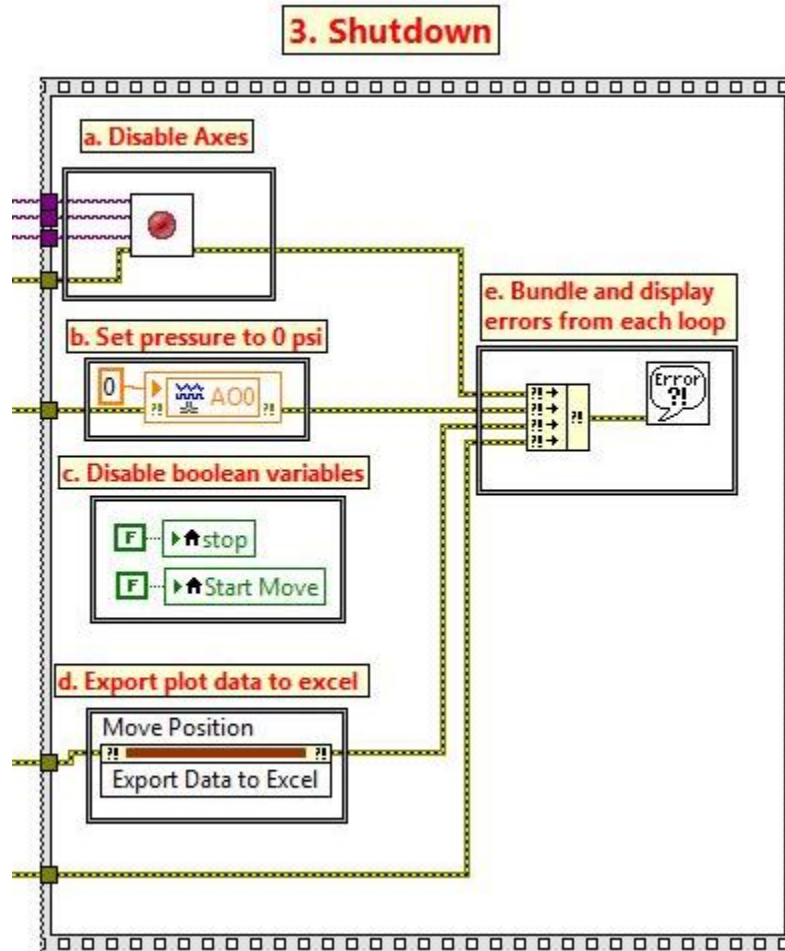 3. Shutdown
a. Disable Axes
b. Set pressure to 0 psi
0
?!
AO0
?!
c. Disable boolean variables
F
stop
F
Start Move
d. Export plot data to excel
Move Position
?!
?!
Export Data to Excel
e. Bundle and display
errors from each loop
?!
?!
?!
?!
?!
Error
?!